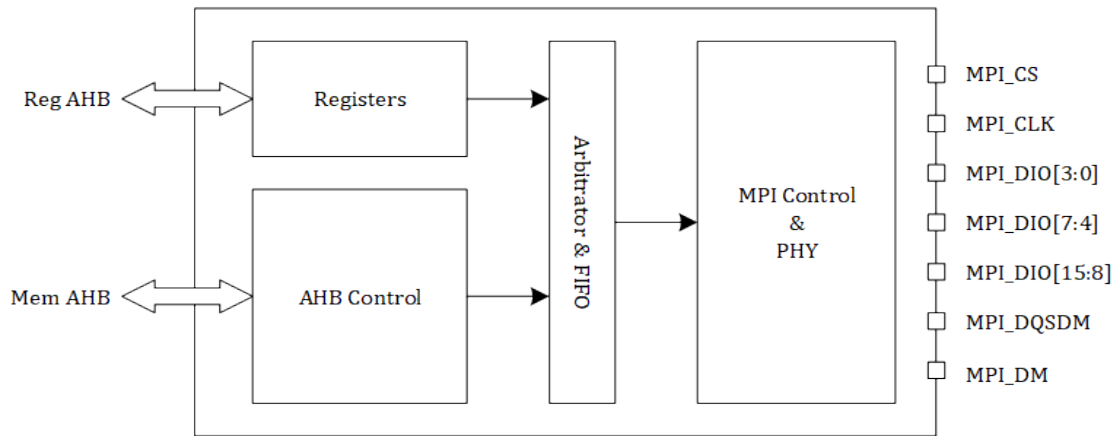 Reg AHB
Registers
Mem AHB
AHB Control
Arbitrator & FIFO
MPI Control
&
PHY
MPI_CS
MPI_CLK
MPI_DIO[3:0]
MPI_DIO[7:4]
MPI_DIO[15:8]
MPI_DQSDM
MPI_DM